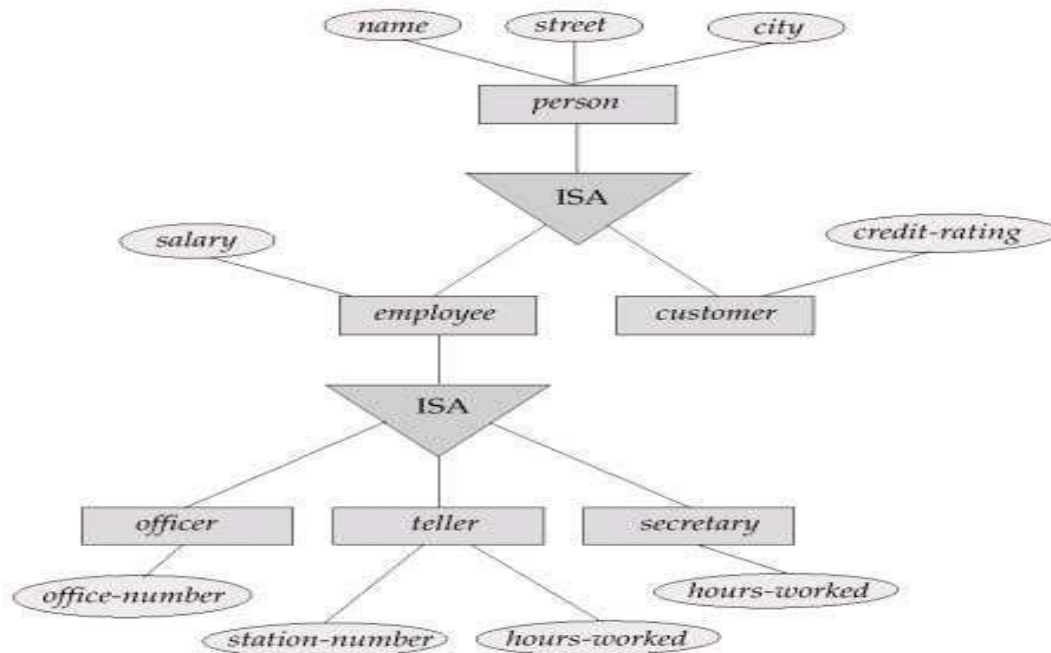 name street city
person
ISA
salary credit-rating
employee customer
ISA
officer teller secretary
office-number hours-worked
station-number hours-worked